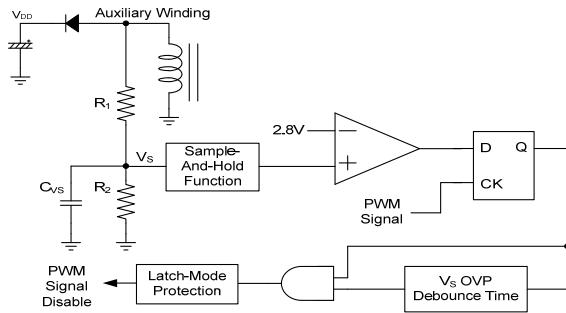 Auxiliary Winding
VDD
R1
VS
Sample-
And-Hold
Function
2.8V
D Q
CK
PWM
Signal
CVS
R2
PWM
Signal
Disable
Latch-Mode
Protection
VS OVP
Debounce Time